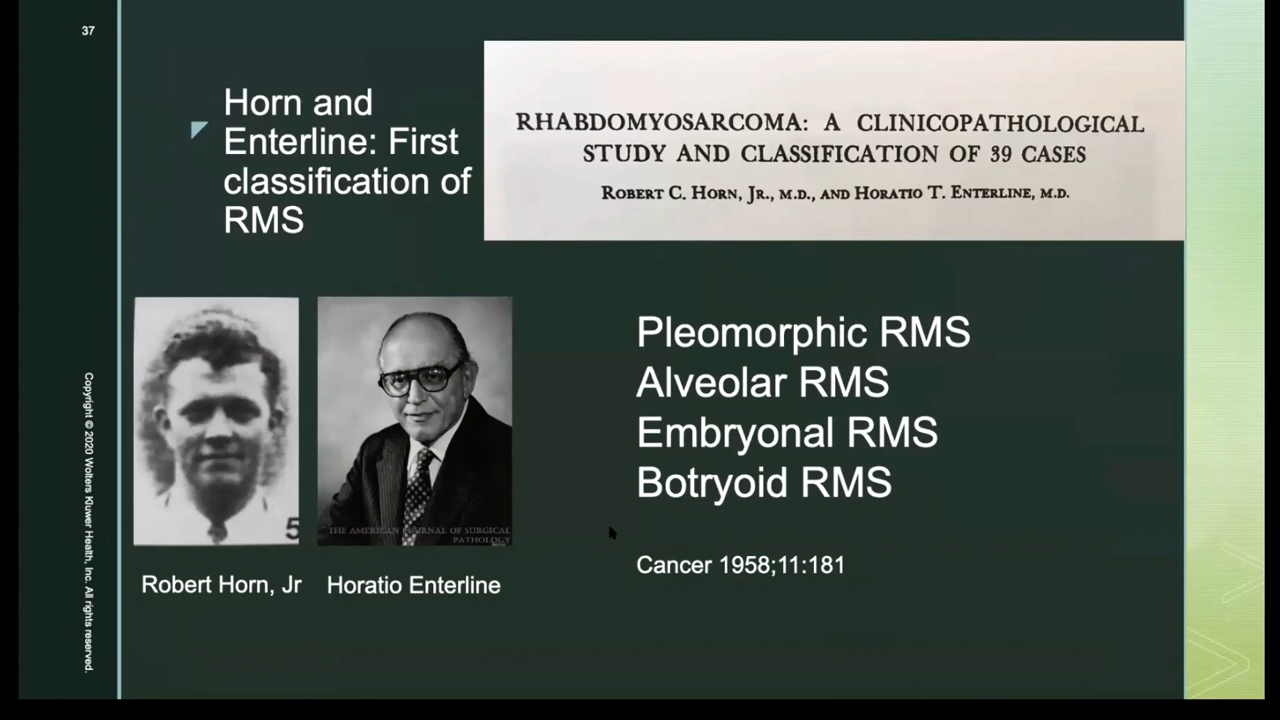 37
Horn and
Enterline: First
classification of
RMS
RHABDOMYOSARCOMA: A CLINICOPATHOLOGICAL
STUDY AND CLASSIFICATION OF 39 CASES
ROBERT C. HORN, JR., M.D., AND HORATIO T. ENTERLINE, M.D.
Pleomorphic RMS
Alveolar RMS
Embryonal RMS
Botryoid RMS
Cancer 1958;11:181
5
THE AMERICAN JOURNAL OF SURGICAL
PATHOLOGY
Robert Horn, Jr
Horatio Enterline
Copyright © 2020 Wolters Kluwer Health, Inc. All rights reserved.